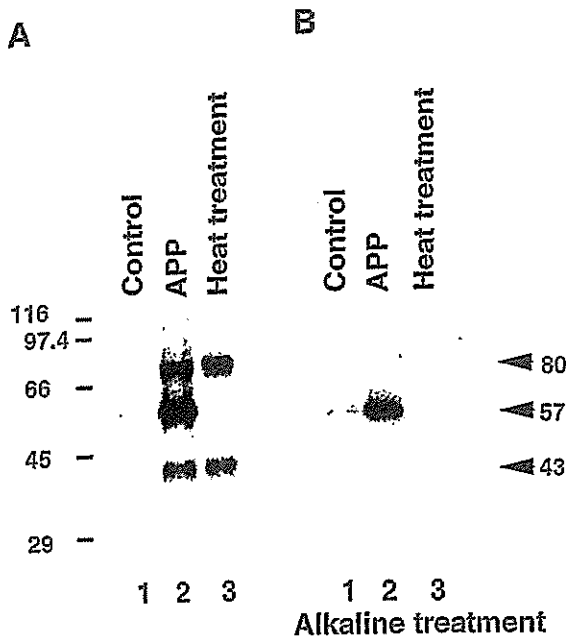 A
B
Control
APP
Heat treatment
Control
APP
Heat treatment
116
97.4
66
45
29
80
57
43
1 2 3
1 2 3
Alkaline treatment